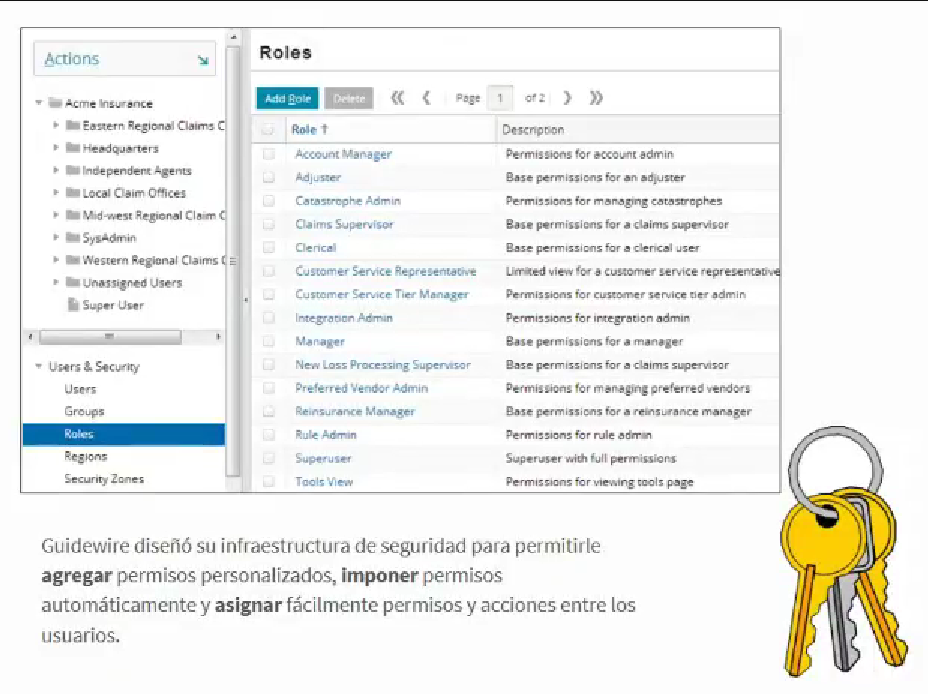 Actions
Acme Insurance
Eastern Regional Claims C
Headquarters
Independent Agents
Local Claim Offices
Mid-west Regional Claim C
SysAdmin
Western Regional Claims C
Unassigned Users
Super User
Users & Security
Users
Groups
Roles
Regions
Security Zones
Roles
Add Role Delete Page 1 of 2
Role ↑ Description
Account Manager Permissions for account admin
Adjuster Base permissions for an adjuster
Catastrophe Admin Permissions for managing catastrophes
Claims Supervisor Base permissions for a claims supervisor
Clerical Base permissions for a clerical user
Customer Service Representative Limited view for a customer service representative
Customer Service Tier Manager Permissions for customer service tier admin
Integration Admin Permissions for integration admin
Manager Base permissions for a manager
New Loss Processing Supervisor Base permissions for a claims supervisor
Preferred Vendor Admin Permissions for managing preferred vendors
Reinsurance Manager Base permissions for a reinsurance manager
Rule Admin Permissions for rule admin
Superuser Superuser with full permissions
Tools View Permissions for viewing tools page
Guidewire diseñó su infraestructura de seguridad para permitirle
agregar permisos personalizados, imponer permisos
automáticamente y asignar fácilmente permisos y acciones entre los
usuarios.